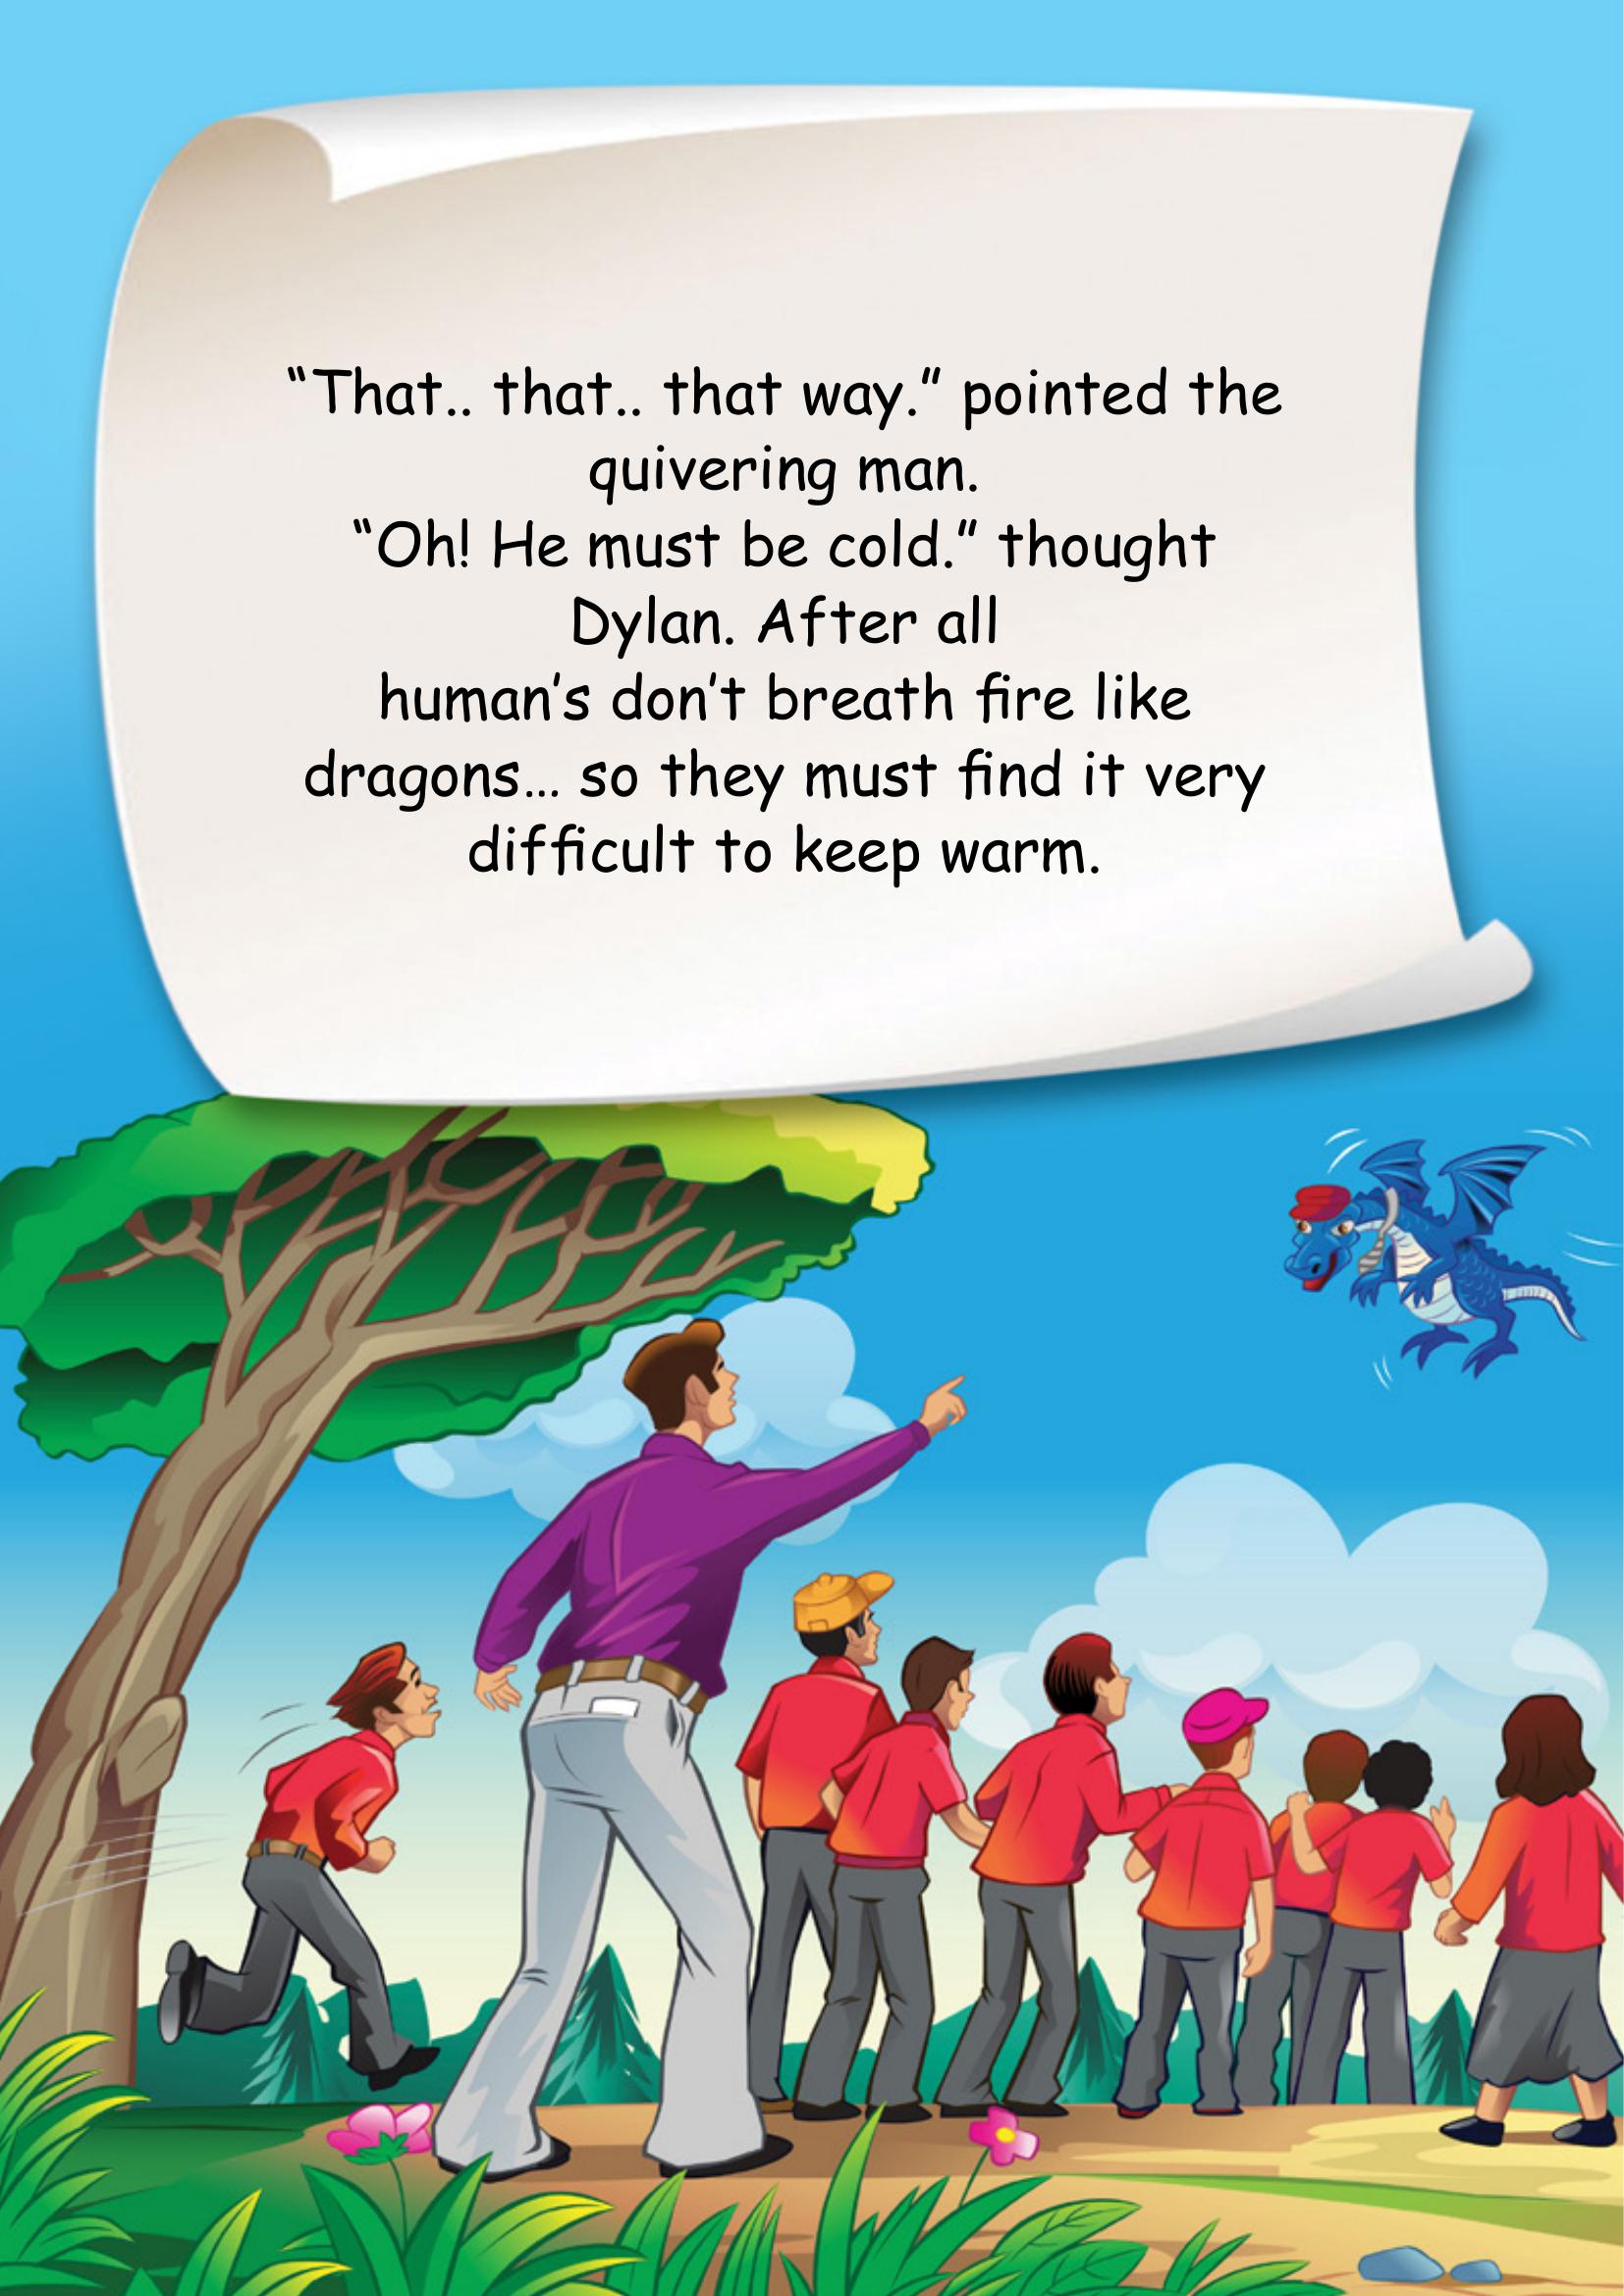 “That.. that.. that way.” pointed the
quivering man.
“Oh! He must be cold.” thought
Dylan. After all
human’s don’t breath fire like
dragons... so they must find it very
difficult to keep warm.